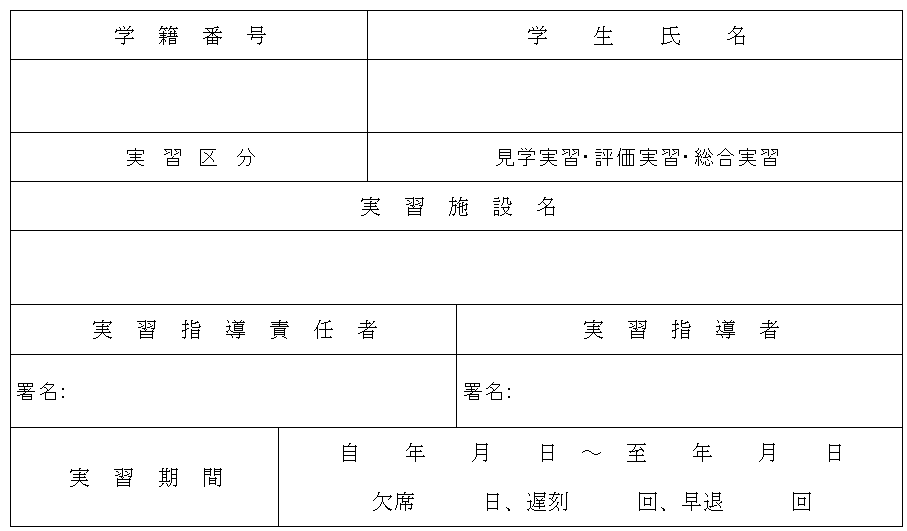 学籍番号
学生氏名
実習区分
見学実習・評価実習・総合実習
実習施設名
実習指導責任者
実習指導者
署名:
署名:
実習期間
自　　年　　月　　日　～　至　　年　　月　　日
欠席　　　日、遅刻　　　回、早退　　　回